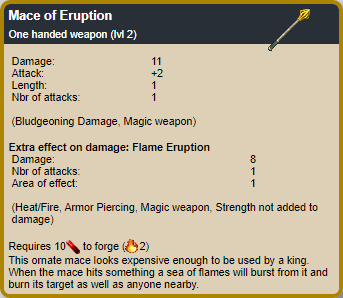 Mace of Eruption
One handed weapon (lvl 2)
Damage: 11
Attack: +2
Length: 1
Nbr of attacks: 1
(Bludgeoning Damage, Magic weapon)
Extra effect on damage: Flame Eruption
Damage: 8
Nbr of attacks: 1
Area of effect: 1
(Heat/Fire, Armor Piercing, Magic weapon, Strength not added to
damage)
Requires 10 to forge (2)
This ornate mace looks expensive enough to be used by a king.
When the mace hits something a sea of flames will burst from it and
burn its target as well as anyone nearby.